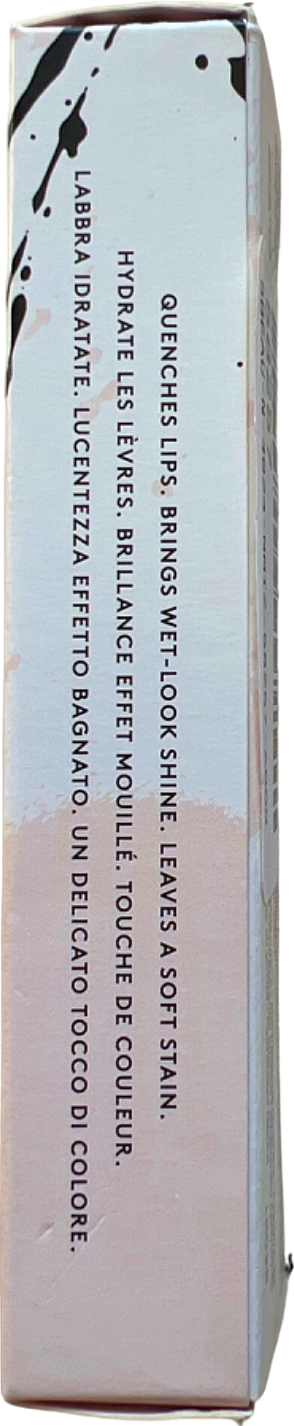 QUENCHES LIPS. BRINGS WET-LOOK SHINE. LEAVES A SOFT STAIN.
HYDRATE LES LÈVRES. BRILLANCE EFFET MOUILLÉ. TOUCHE DE COULEUR.
LABBRA IDRATATE. LUCENTEZZA EFFETTO BAGNATO. UN DELICATO TOCCO DI COLORE.